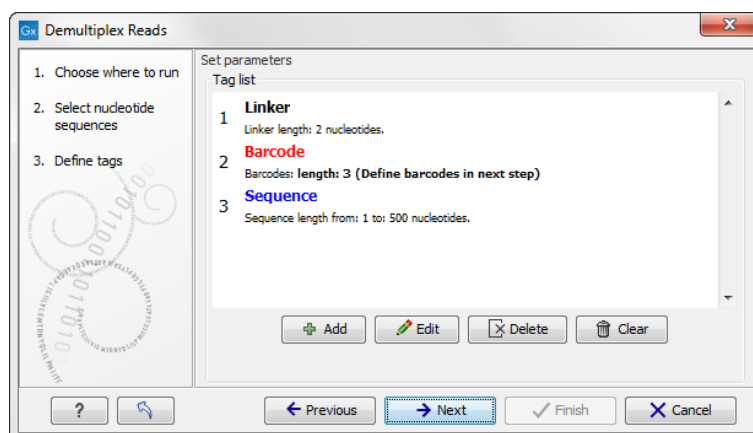 Gx Demultiplex Reads
1. Choose where to run
2. Select nucleotide
sequences
3. Define tags
Set parameters
Tag list
1 Linker
Linker length: 2 nucleotides.
2 Barcode
Barcodes: length: 3 (Define barcodes in next step)
3 Sequence
Sequence length from: 1 to: 500 nucleotides.
Add Edit Delete Clear
? Previous Next Finish Cancel